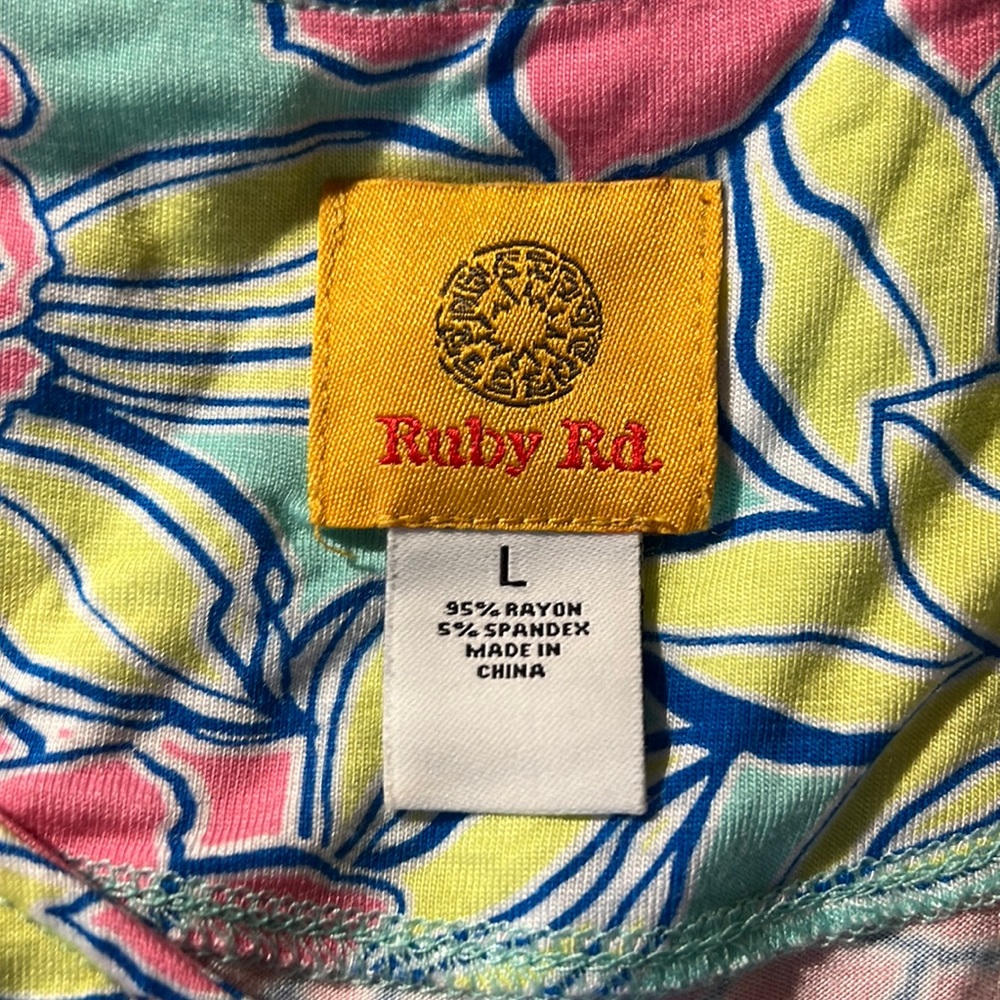 Ruby Rd.
L
95% RAYON
5% SPANDEX
MADE IN
CHINA